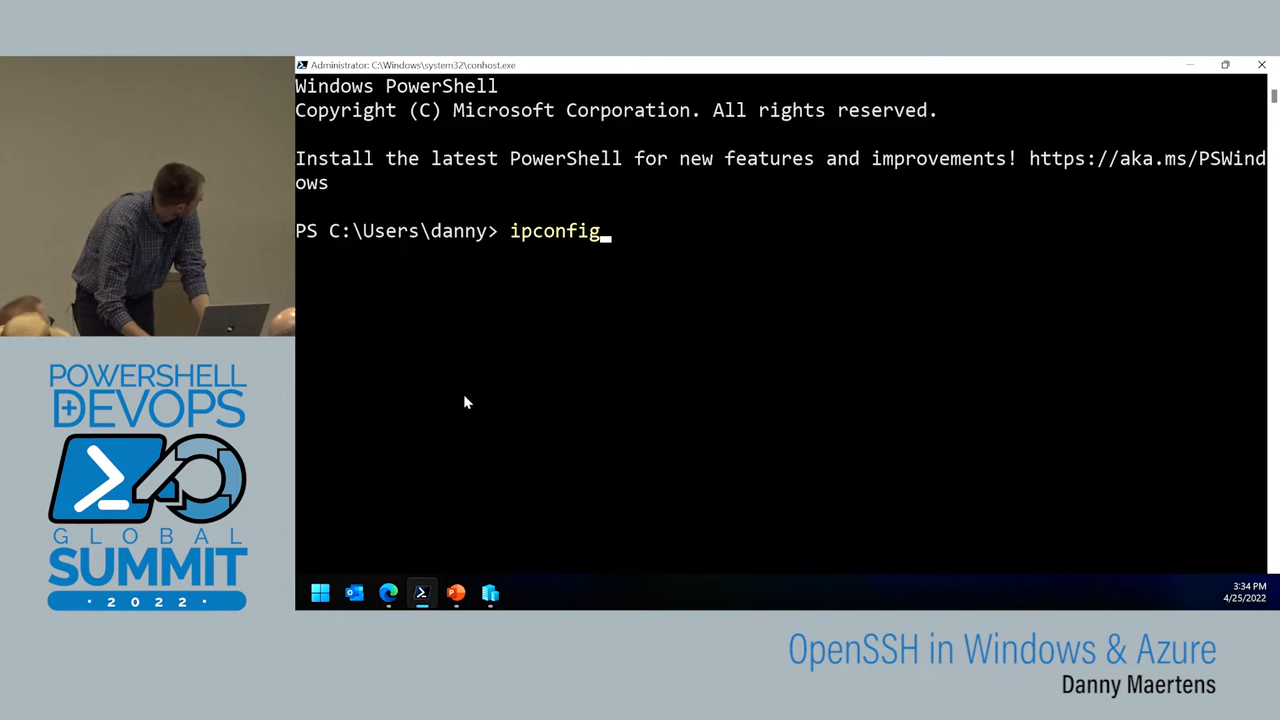 Administrator: C:\Windows\system32\conhost.exe
Windows PowerShell
Copyright (C) Microsoft Corporation. All rights reserved.
Install the latest PowerShell for new features and improvements! https://aka.ms/PSWind
ows
PS C:\Users\danny> ipconfig
POWERSHELL
DEVOPS
GLOBAL
SUMMIT
· 2022 ·
3:34 PM
4/25/2022
OpenSSH in Windows & Azure
Danny Maertens